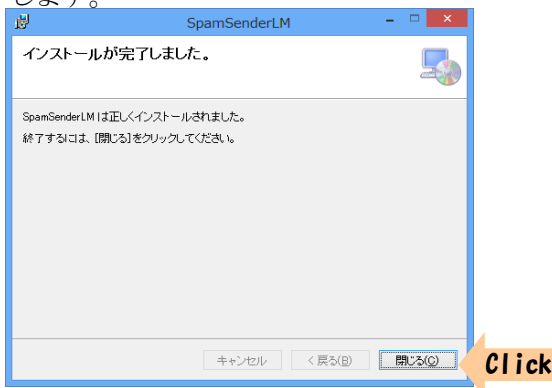 します。
SpamSenderLM
インストールが完了しました。
SpamSenderLM は正しくインストールされました。
終了するには、[閉じる]をクリックしてください。
キャンセル
< 戻る(B)
閉じる(C)
Click